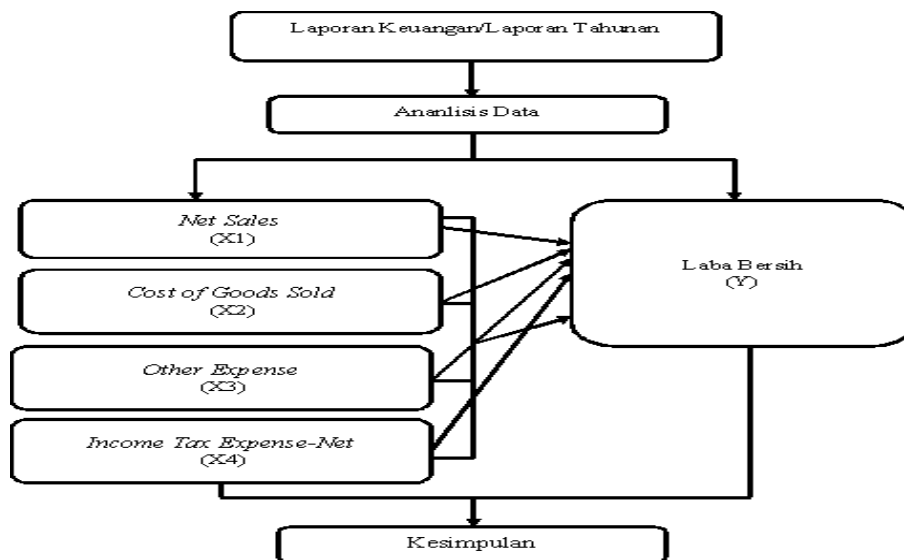 Laporan Keuangan/Laporan Tahunan
Ananlisis Data
Net Sales
(X1)
Cost of Goods Sold
(X2)
Other Expense
(X3)
Income Tax Expense-Net
(X4)
Laba Bersih
(Y)
Kesimpulan